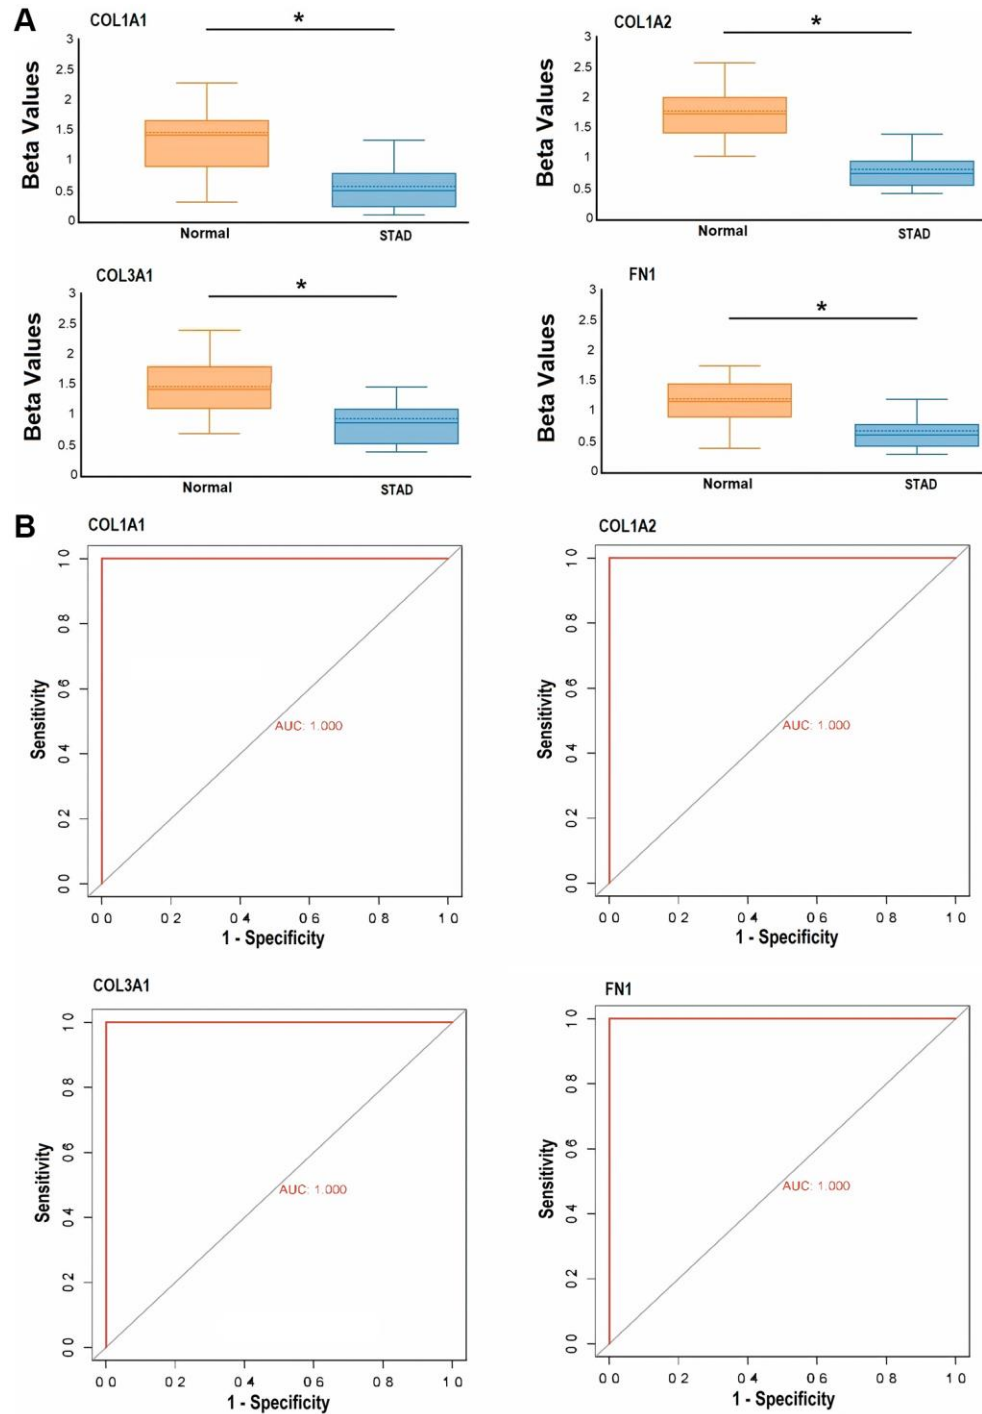 A
COL1A1
*
3
2.5
2
1.5
1
0.5
0
Beta Values
Normal
STAD
COL1A2
*
3
2.5
2
1.5
1
0.5
0
Beta Values
Normal
STAD
COL3A1
*
3
2.5
2
1.5
1
0.5
0
Beta Values
Normal
STAD
FN1
*
3
2.5
2
1.5
1
0.5
0
Beta Values
Normal
STAD
B
COL1A1
1 0
0 8
0 6
0 4
0 2
0 0
Sensitivity
AUC: 1.000
0 0 0 2 0 4 0 6 0 8 1 0
1 - Specificity
COL1A2
1 0
0 8
0 6
0 4
0 2
0 0
Sensitivity
AUC: 1.000
0 0 0 2 0 4 0 6 0 8 1 0
1 - Specificity
COL3A1
1 0
0 8
0 6
0 4
0 2
0 0
Sensitivity
AUC: 1.000
0 0 0 2 0 4 0 6 0 8 1 0
1 - Specificity
FN1
1 0
0 8
0 6
0 4
0 2
0 0
Sensitivity
AUC: 1.000
0 0 0 2 0 4 0 6 0 8 1 0
1 - Specificity